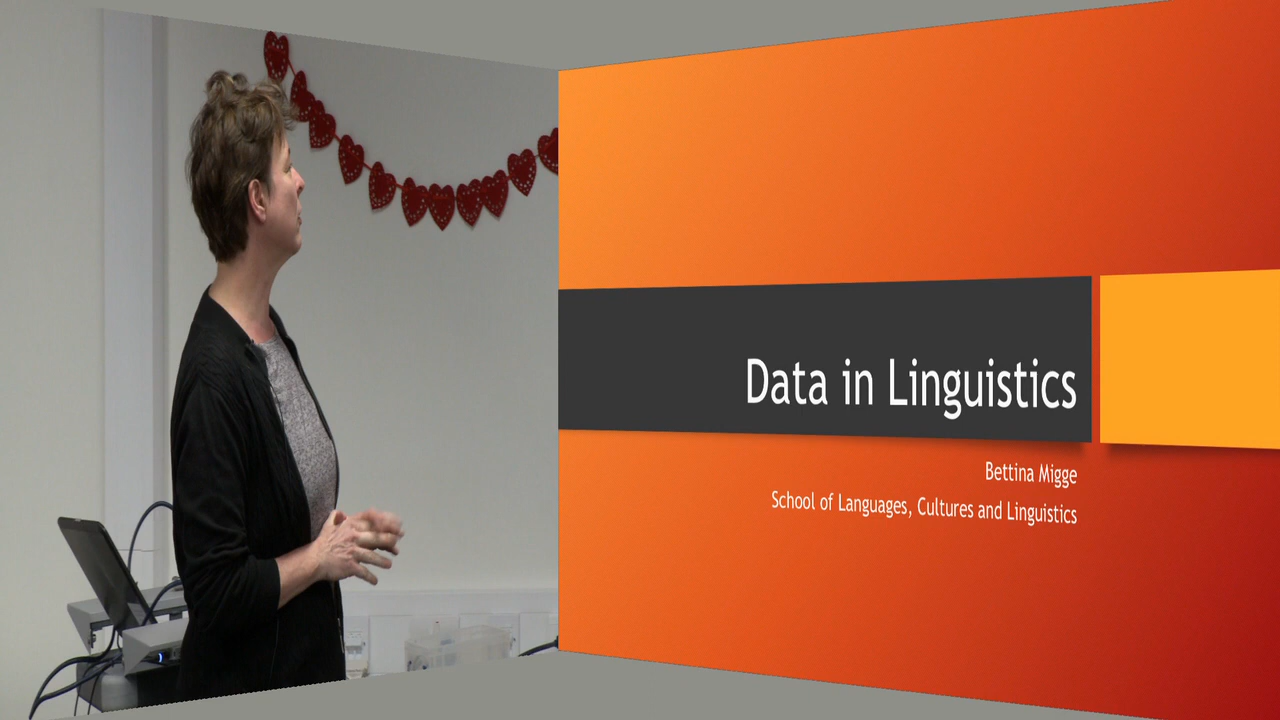 Data in Linguistics
Bettina Migge
School of Languages, Cultures and Linguistics